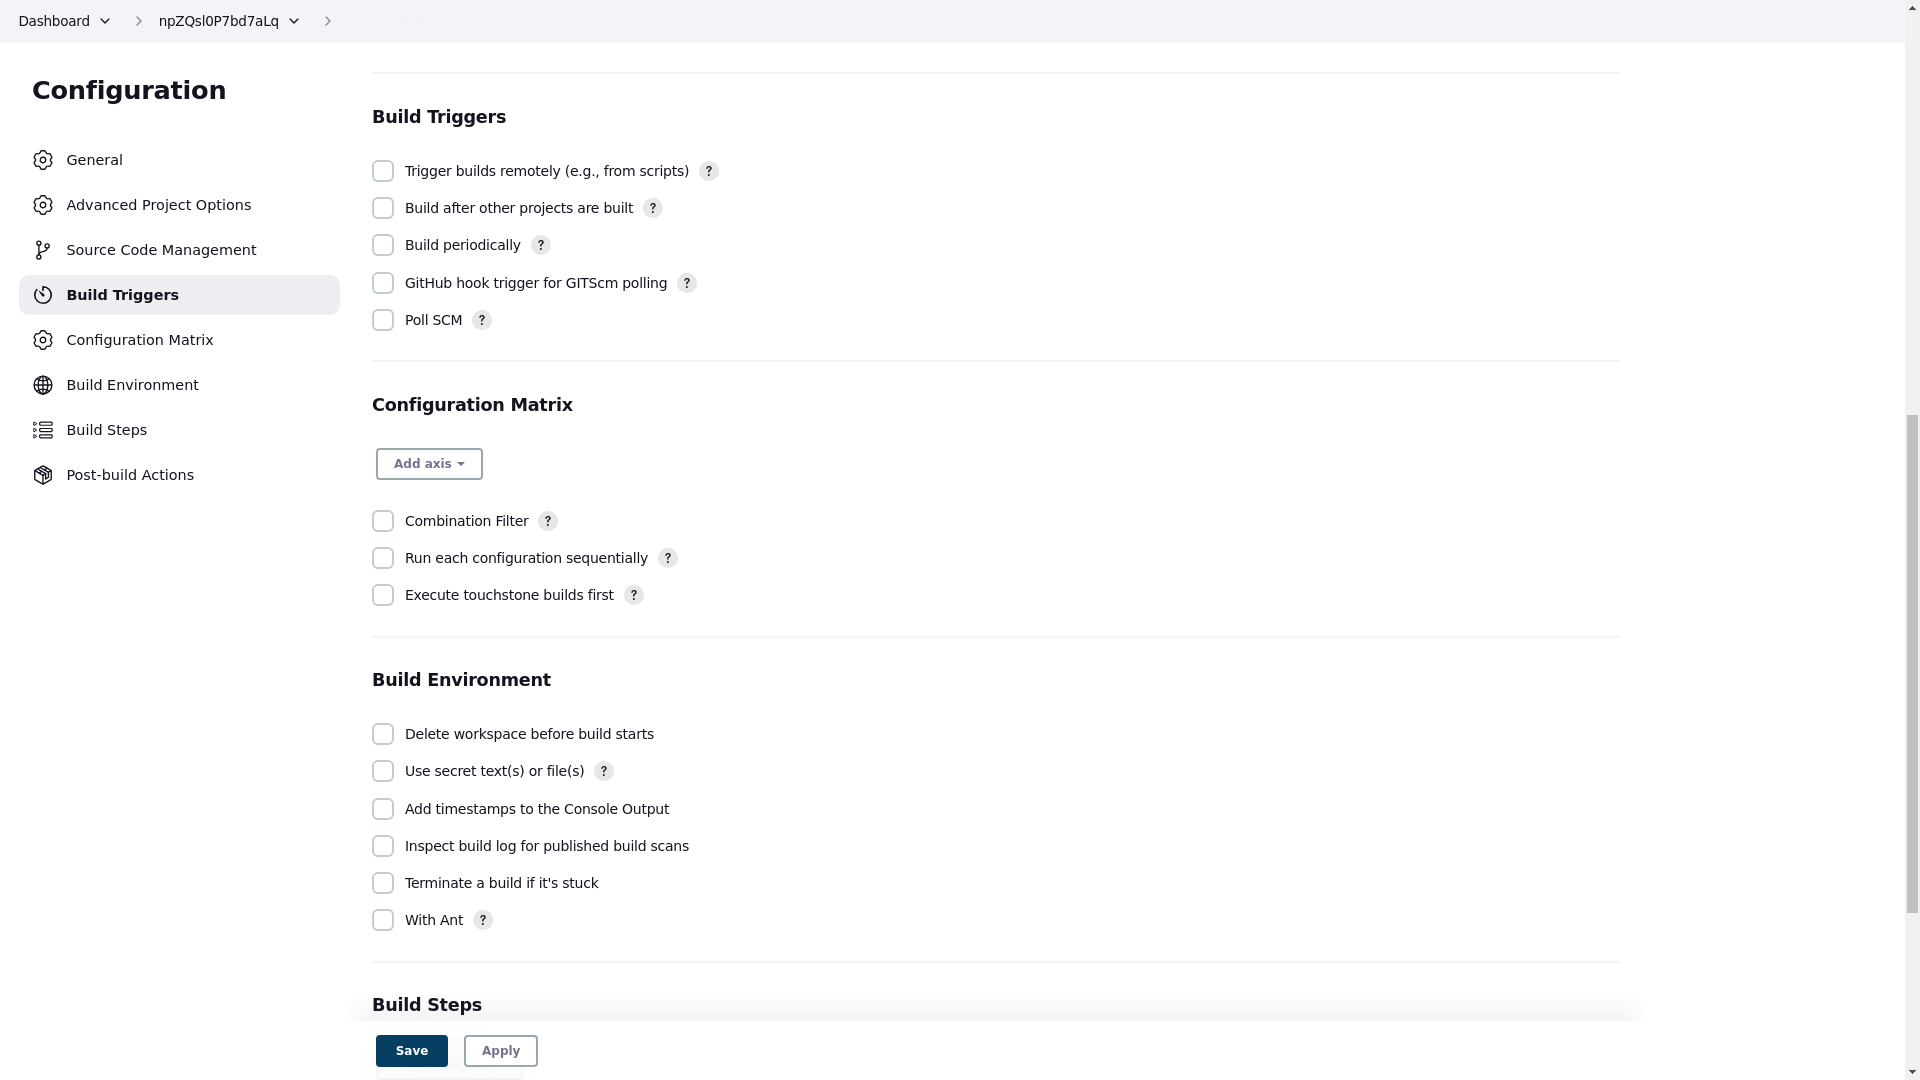 Dashboard
npZQsl0P7bd7aLq
Configuration
General
Advanced Project Options
Source Code Management
Build Triggers
Configuration Matrix
Build Environment
Build Steps
Post-build Actions
Build Triggers
Trigger builds remotely (e.g., from scripts) ?
Build after other projects are built ?
Build periodically ?
GitHub hook trigger for GITScm polling ?
Poll SCM ?
Configuration Matrix
Add axis
Combination Filter ?
Run each configuration sequentially ?
Execute touchstone builds first ?
Build Environment
Delete workspace before build starts
Use secret text(s) or file(s) ?
Add timestamps to the Console Output
Inspect build log for published build scans
Terminate a build if it's stuck
With Ant ?
Build Steps
Save
Apply